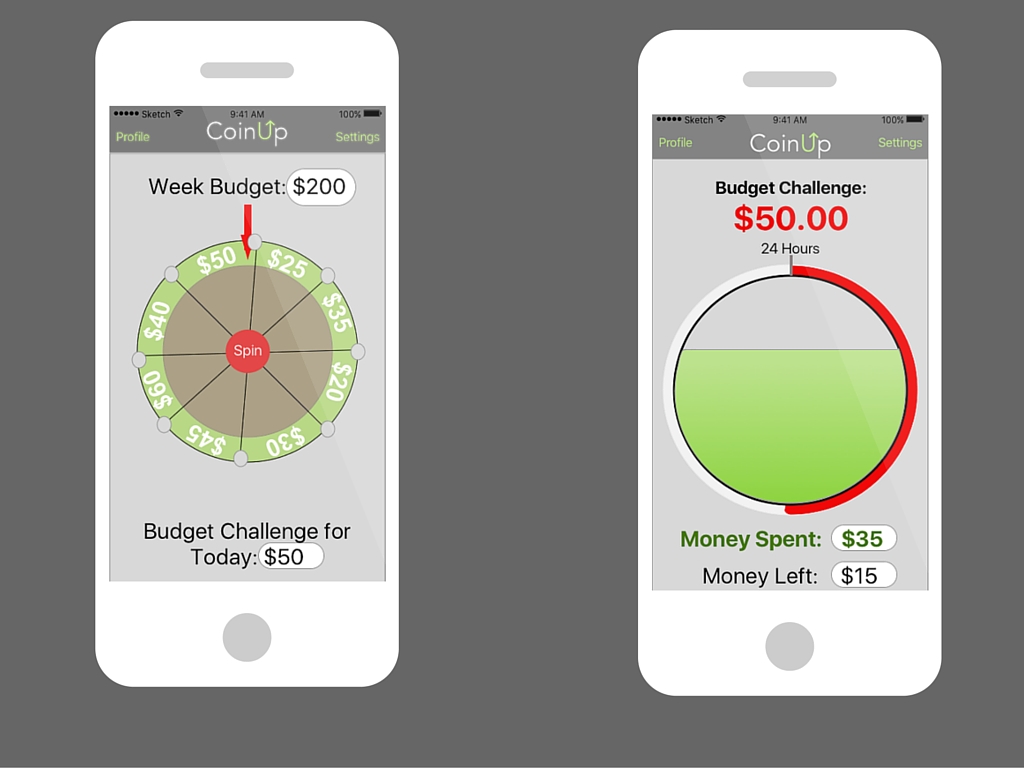 ●●●●● Sketch 9:41 AM 100%
Profile CoinUp Settings
Week Budget: $200
$50
$25
$35
$20
$30
$45
$60
$40
Spin
Budget Challenge for
Today: $50
●●●●● Sketch 9:41 AM 100%
Profile CoinUp Settings
Budget Challenge:
$50.00
24 Hours
Money Spent: $35
Money Left: $15